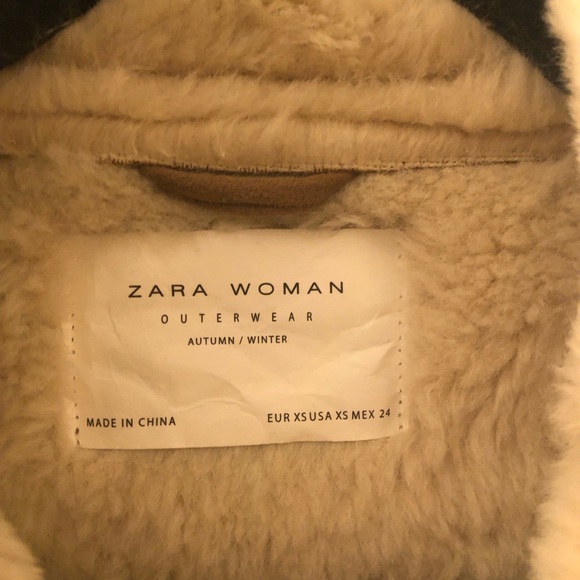 ZARA WOMAN
OUTERWEAR
AUTUMN / WINTER
MADE IN CHINA
EUR XS USA XS MEX 24